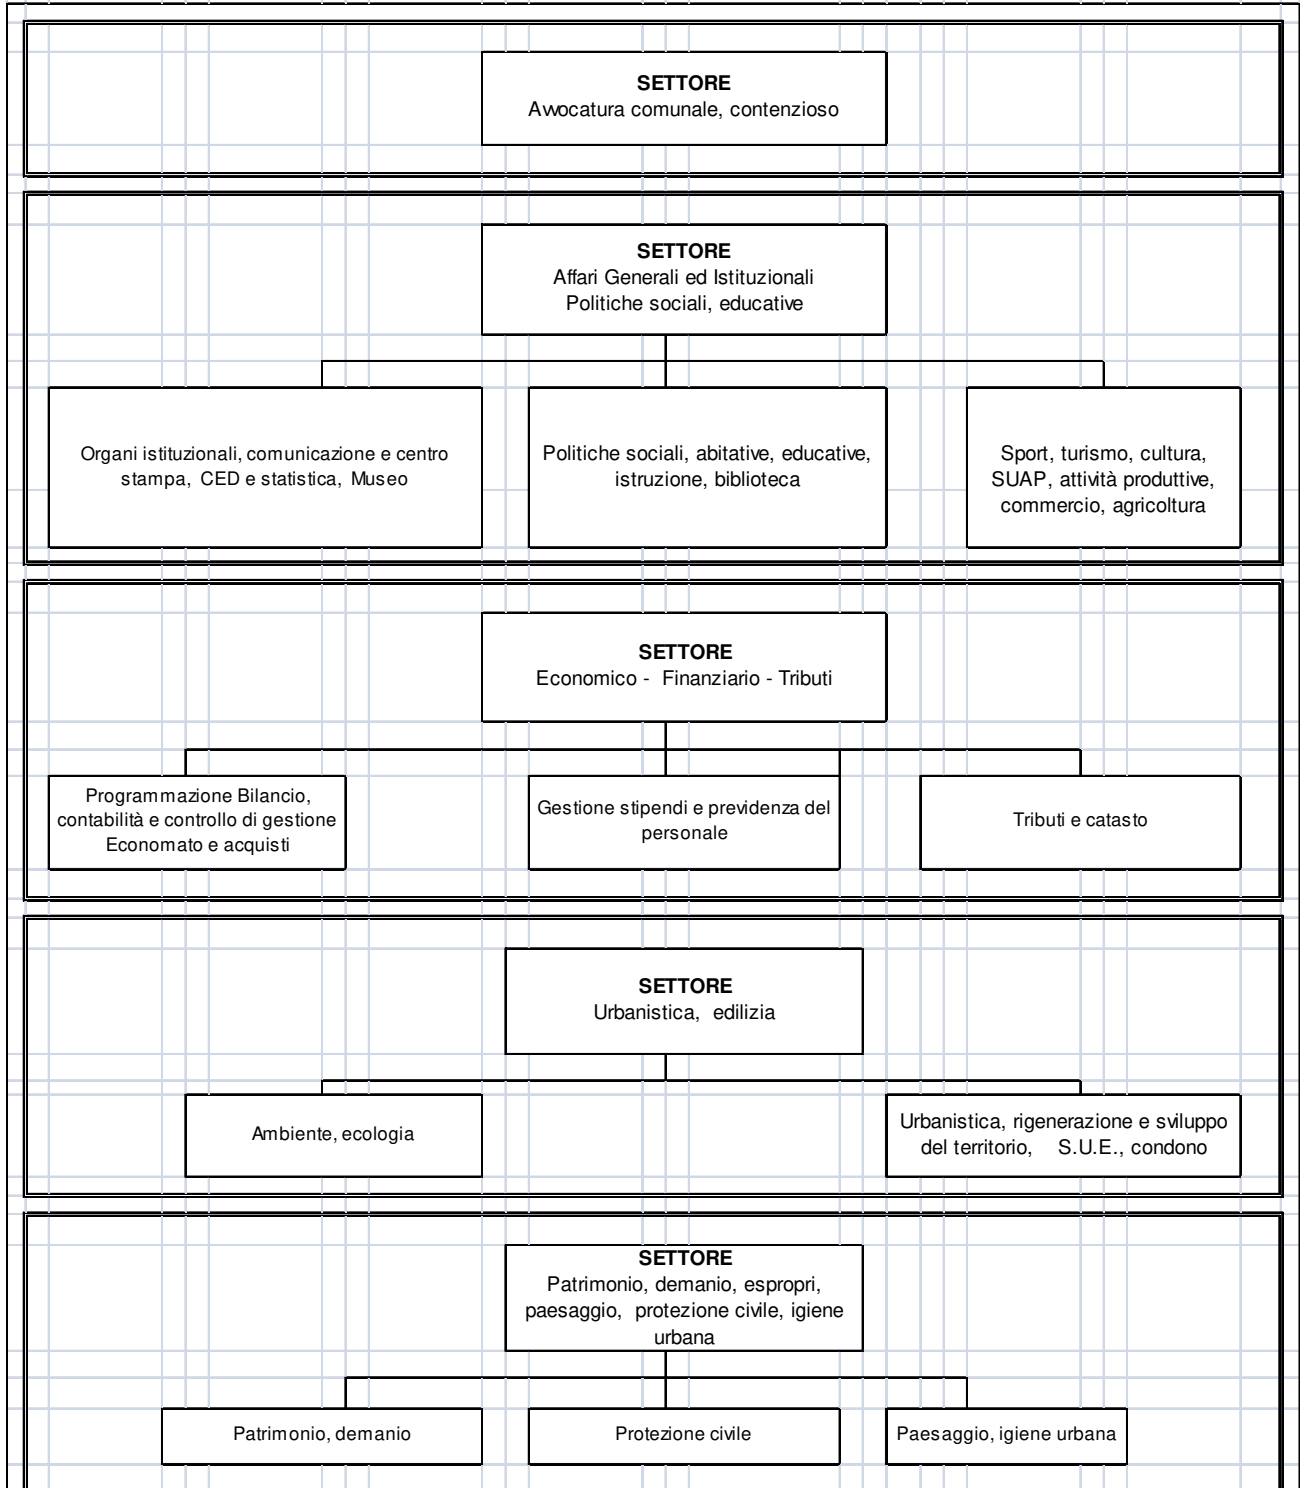 SETTORE
Avvocatura comunale, contenzioso
SETTORE
Affari Generali ed Istituzionali
Politiche sociali, educative
Organi istituzionali, comunicazione e centro
stampa, CED e statistica, Museo
Politiche sociali, abitative, educative,
istruzione, biblioteca
Sport, turismo, cultura,
SUAP, attività produttive,
commercio, agricoltura
SETTORE
Economico - Finanziario - Tributi
Programmazione Bilancio,
contabilità e controllo di gestione
Economato e acquisti
Gestione stipendi e previdenza del
personale
Tributi e catasto
SETTORE
Urbanistica, edilizia
Ambiente, ecologia
Urbanistica, rigenerazione e sviluppo
del territorio, S.U.E., condono
SETTORE
Patrimonio, demanio, espropri,
paesaggio, protezione civile, igiene
urbana
Patrimonio, demanio
Protezione civile
Paesaggio, igiene urbana